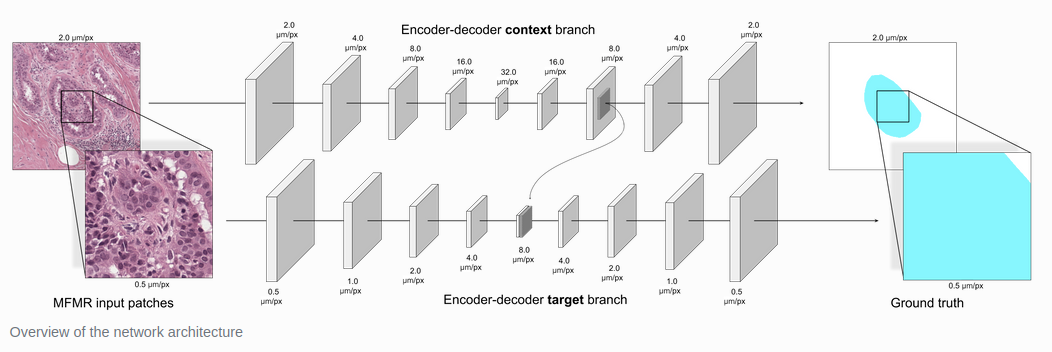 2.0 µm/px
Encoder-decoder context branch
2.0
µm/px
4.0
µm/px
8.0
µm/px
16.0
µm/px
32.0
µm/px
16.0
µm/px
8.0
µm/px
4.0
µm/px
2.0
µm/px
2.0 µm/px
0.5 µm/px
MFMR input patches
0.5
µm/px
1.0
µm/px
2.0
µm/px
4.0
µm/px
8.0
µm/px
4.0
µm/px
2.0
µm/px
1.0
µm/px
0.5
µm/px
Encoder-decoder target branch
0.5 µm/px
Ground truth
Overview of the network architecture